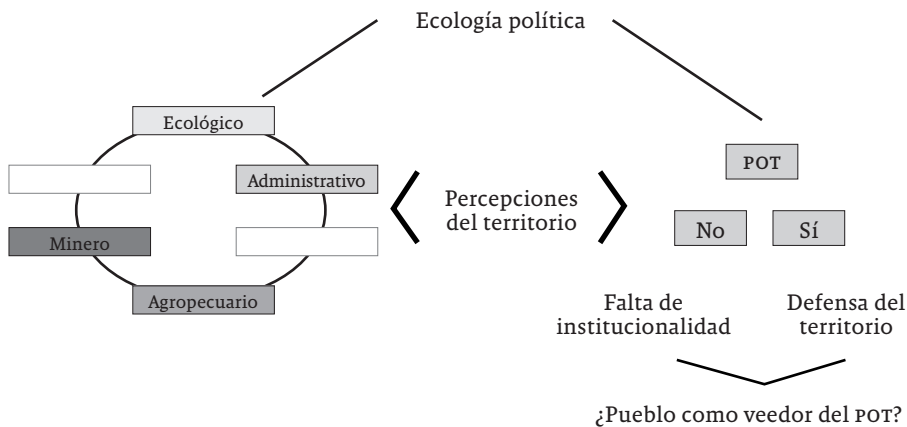 Ecología política
Ecológico
Administrativo
Minero
Agropecuario
Percepciones
del territorio
POT
No
Sí
Falta de
institucionalidad
Defensa del
territorio
¿Pueblo como veedor del POT?